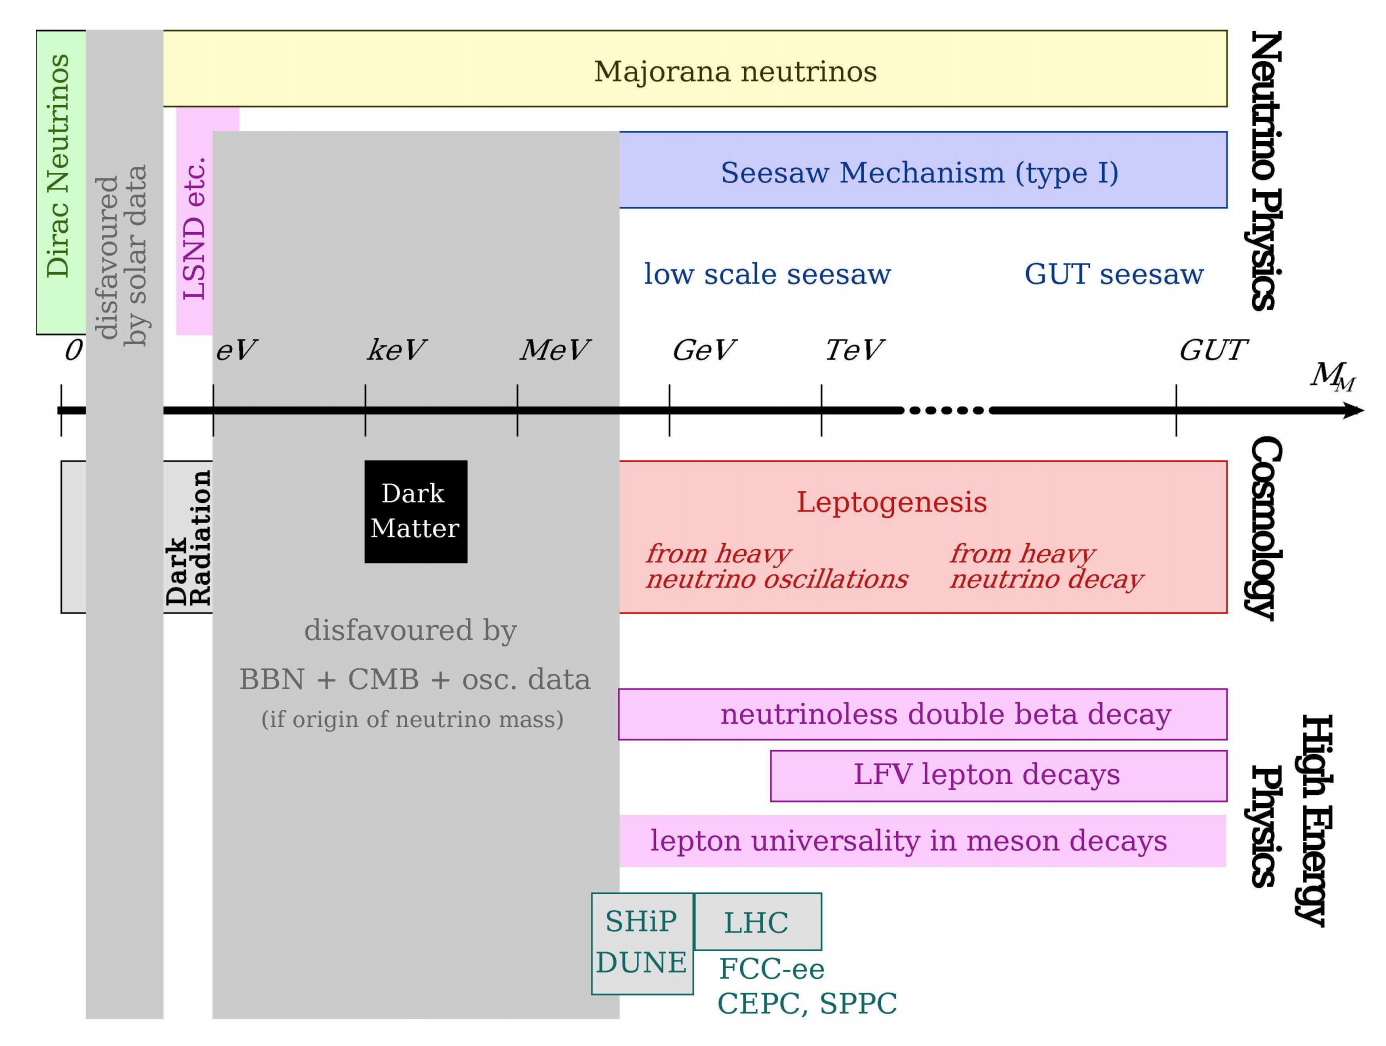 Majorana neutrinos
Dirac Neutrinos
disfavoured
by solar data
LSND etc.
Seesaw Mechanism (type I)
low scale seesaw
GUT seesaw
Neutrino Physics
0
eV
keV
MeV
GeV
TeV
GUT
M_M
Dark
Radiation
Dark
Matter
Leptogenesis
from heavy
neutrino oscillations
from heavy
neutrino decay
Cosmology
disfavoured by
BBN + CMB + osc. data
(if origin of neutrino mass)
neutrinoless double beta decay
LFV lepton decays
lepton universality in meson decays
High Energy
Physics
SHiP
DUNE
LHC
FCC-ee
CEPC, SPPC